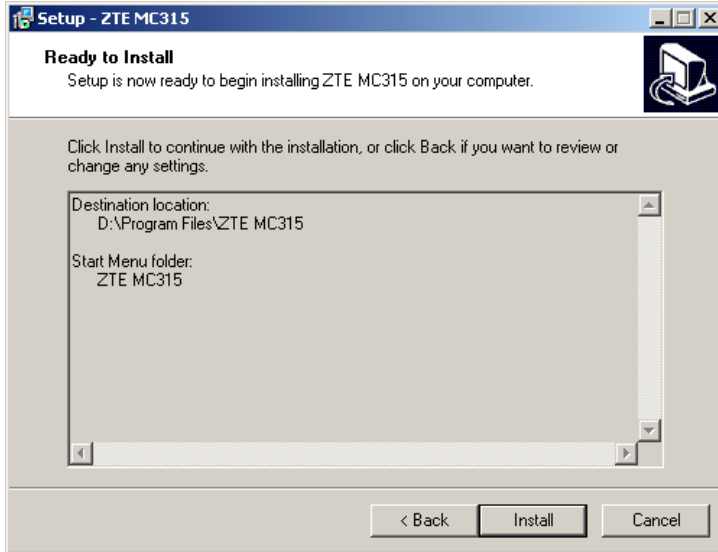 Setup - ZTE MC315
Ready to Install
Setup is now ready to begin installing ZTE MC315 on your computer.
Click Install to continue with the installation, or click Back if you want to review or
change any settings.
Destination location:
D:\Program Files\ZTE MC315
Start Menu folder:
ZTE MC315
< Back
Install
Cancel